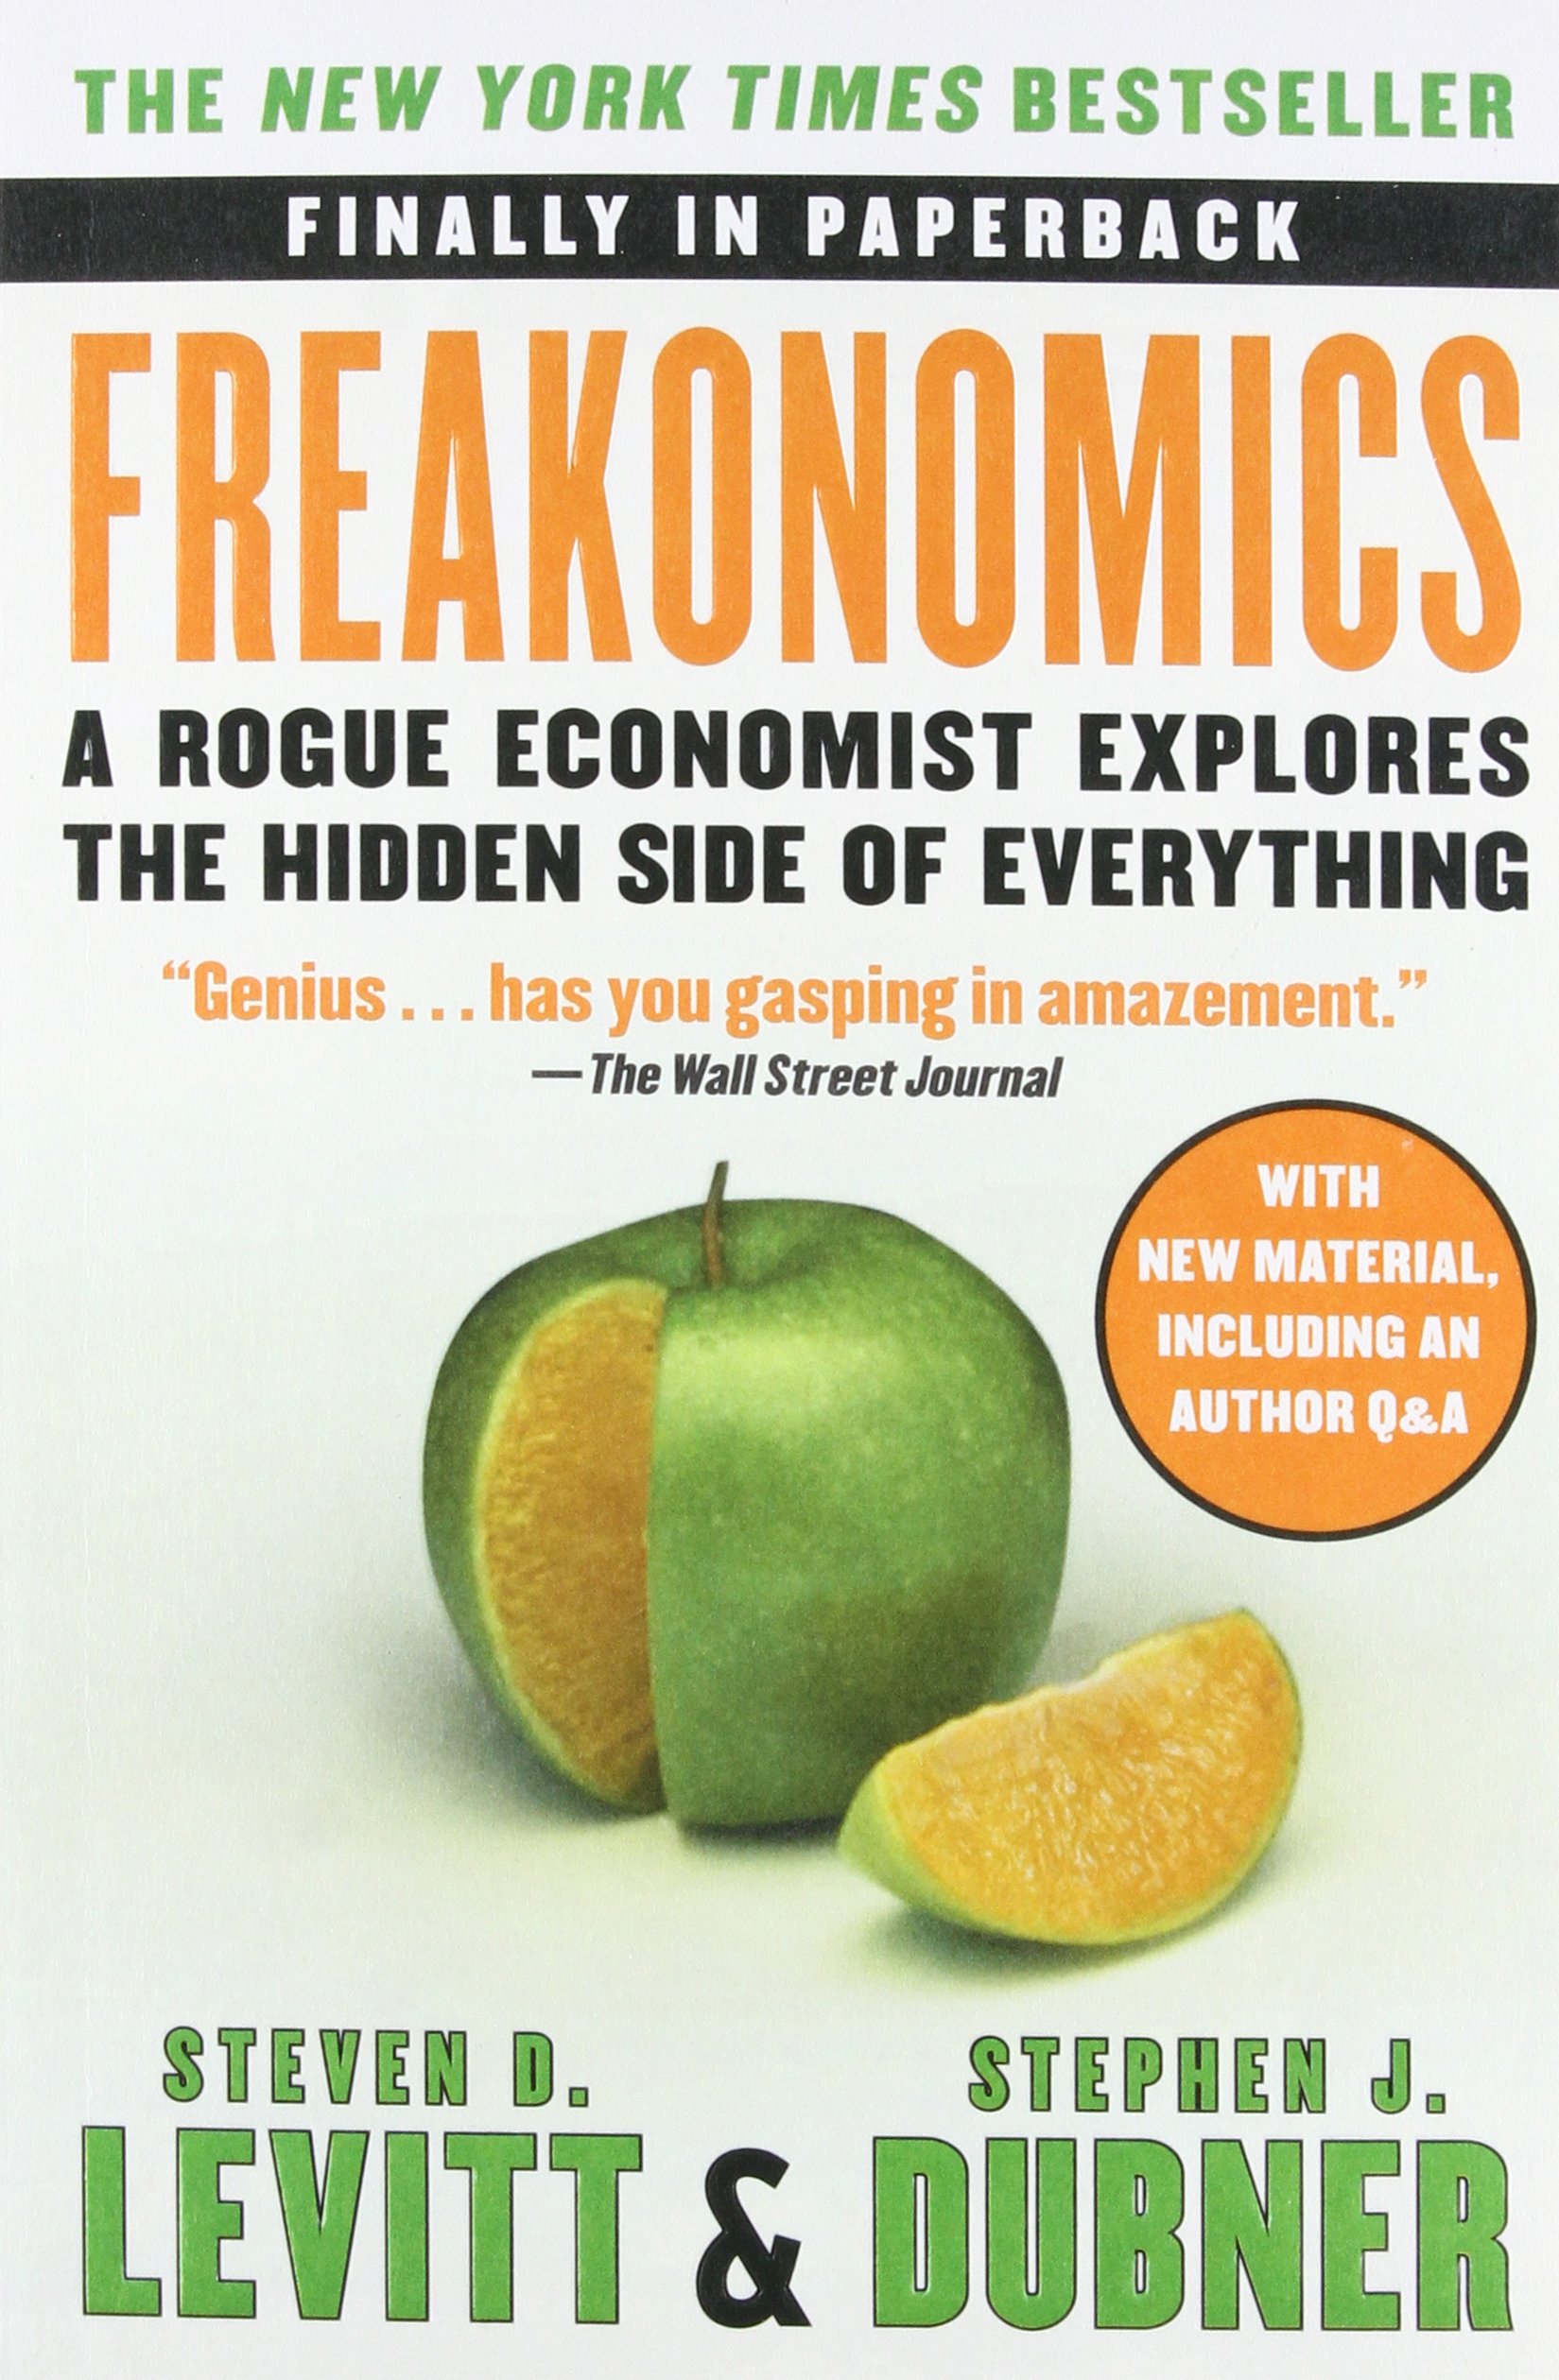 THE NEW YORK TIMES BESTSELLER
FINALLY IN PAPERBACK
FREAKONOMICS
A ROGUE ECONOMIST EXPLORES
THE HIDDEN SIDE OF EVERYTHING
“Genius . . . has you gasping in amazement.”
—The Wall Street Journal
WITH
NEW MATERIAL,
INCLUDING AN
AUTHOR Q&A
STEVEN D.
LEVITT
&
STEPHEN J.
DUBNER